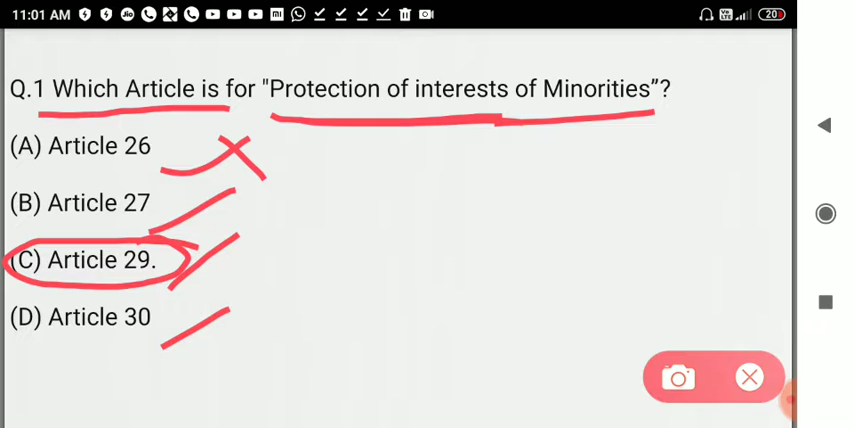 11:01 AM
20
Q.1 Which Article is for "Protection of interests of Minorities”?
(A) Article 26
(B) Article 27
(C) Article 29.
(D) Article 30